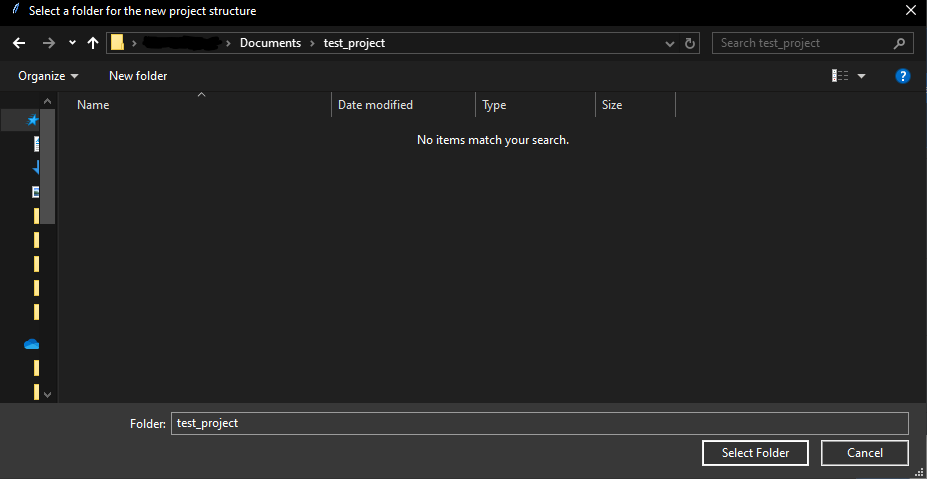 Select a folder for the new project structure
Documents test_project
Search test_project
Organize New folder
?
Name Date modified Type Size
No items match your search.
Folder: test_project
Select Folder Cancel